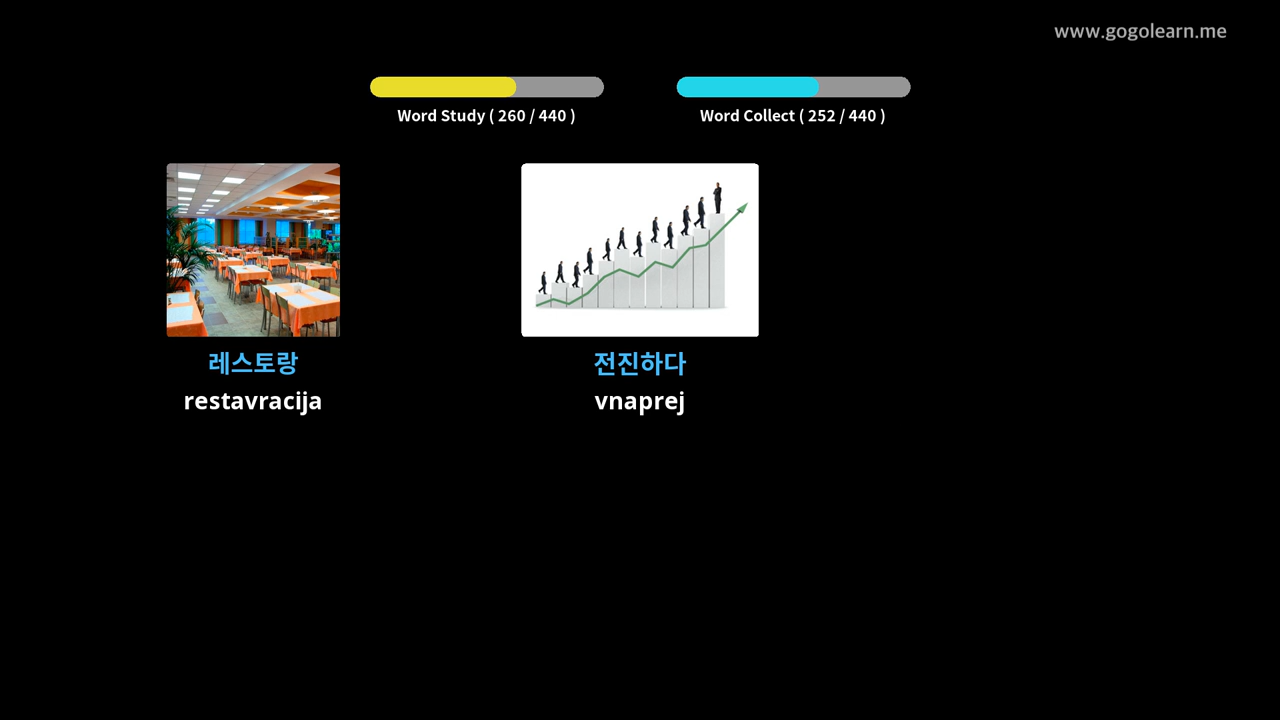 www.gogolearn.me
Word Study ( 260 / 440 )
Word Collect ( 252 / 440 )
레스토랑
restavracija
전진하다
vnaprej